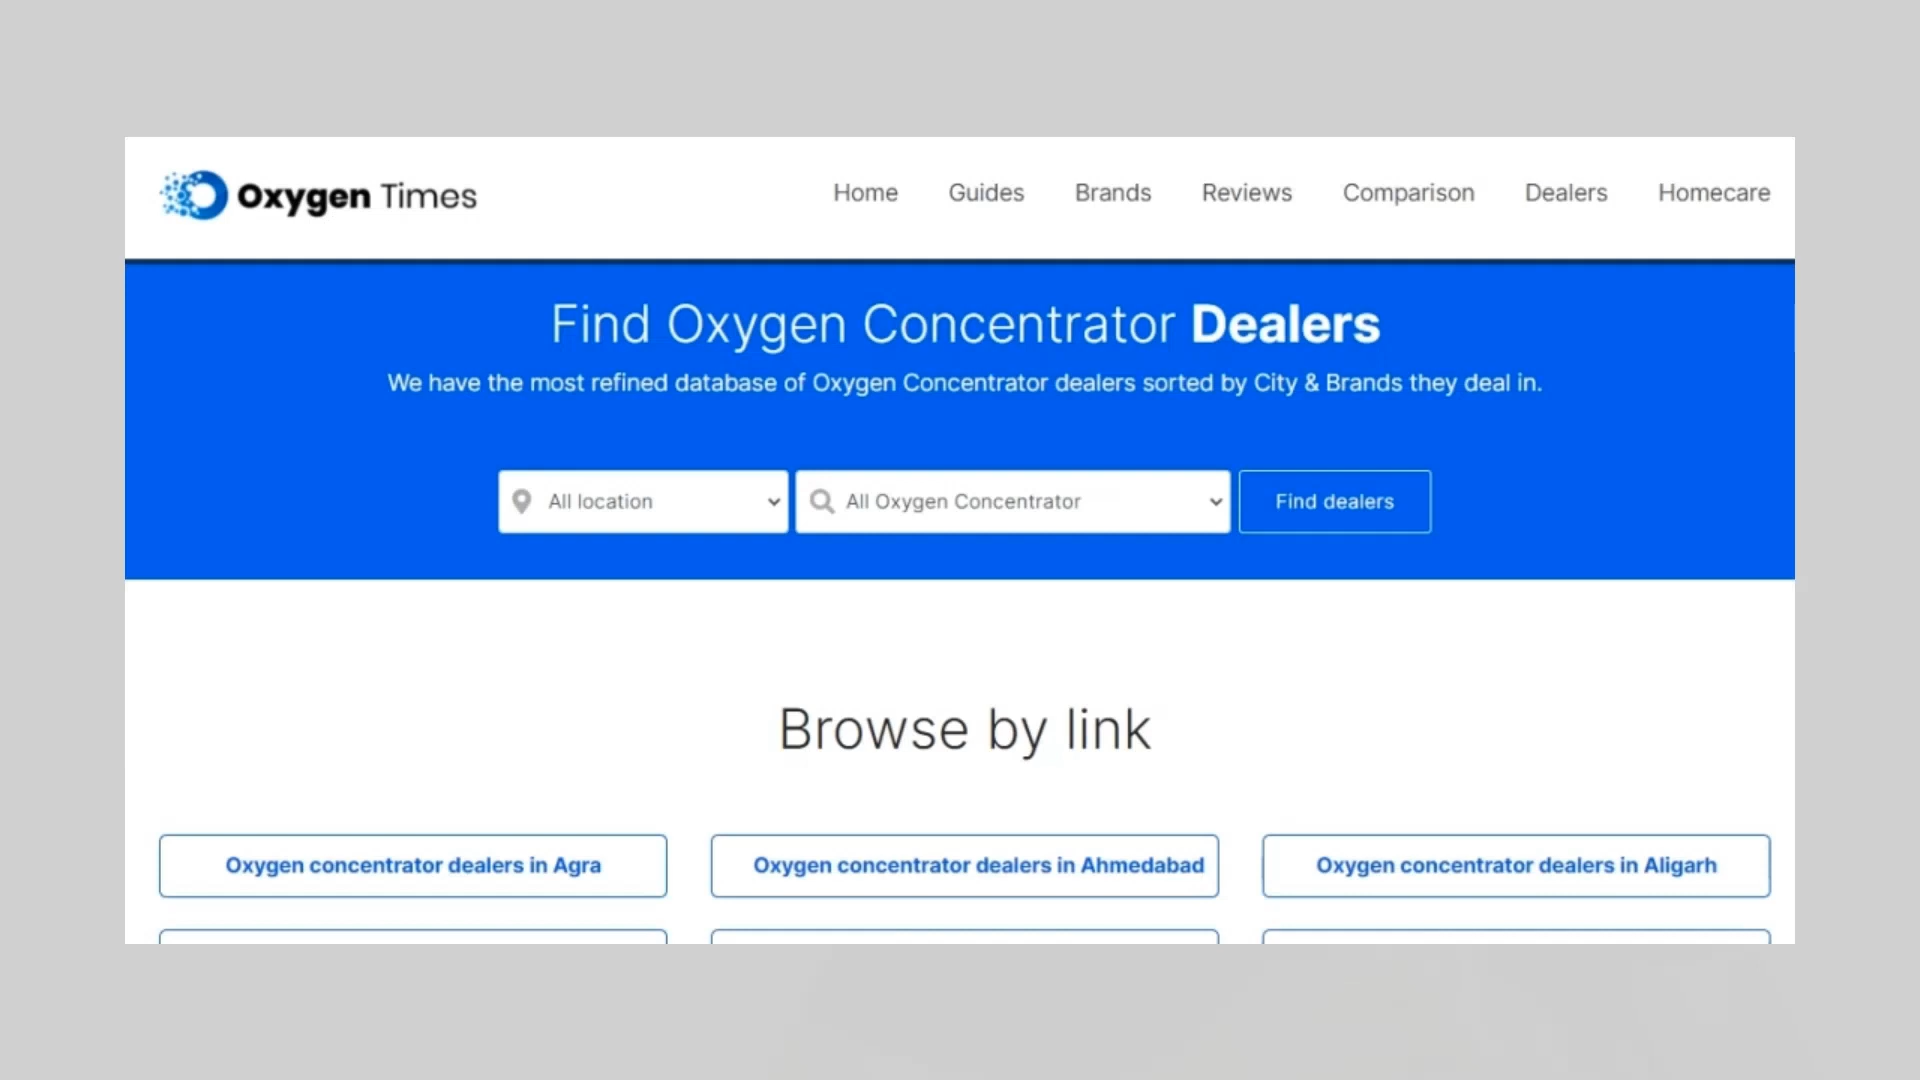 Oxygen Times
Home Guides Brands Reviews Comparison Dealers Homecare
Find Oxygen Concentrator Dealers
We have the most refined database of Oxygen Concentrator dealers sorted by City & Brands they deal in.
All location All Oxygen Concentrator Find dealers
Browse by link
Oxygen concentrator dealers in Agra Oxygen concentrator dealers in Ahmedabad Oxygen concentrator dealers in Aligarh